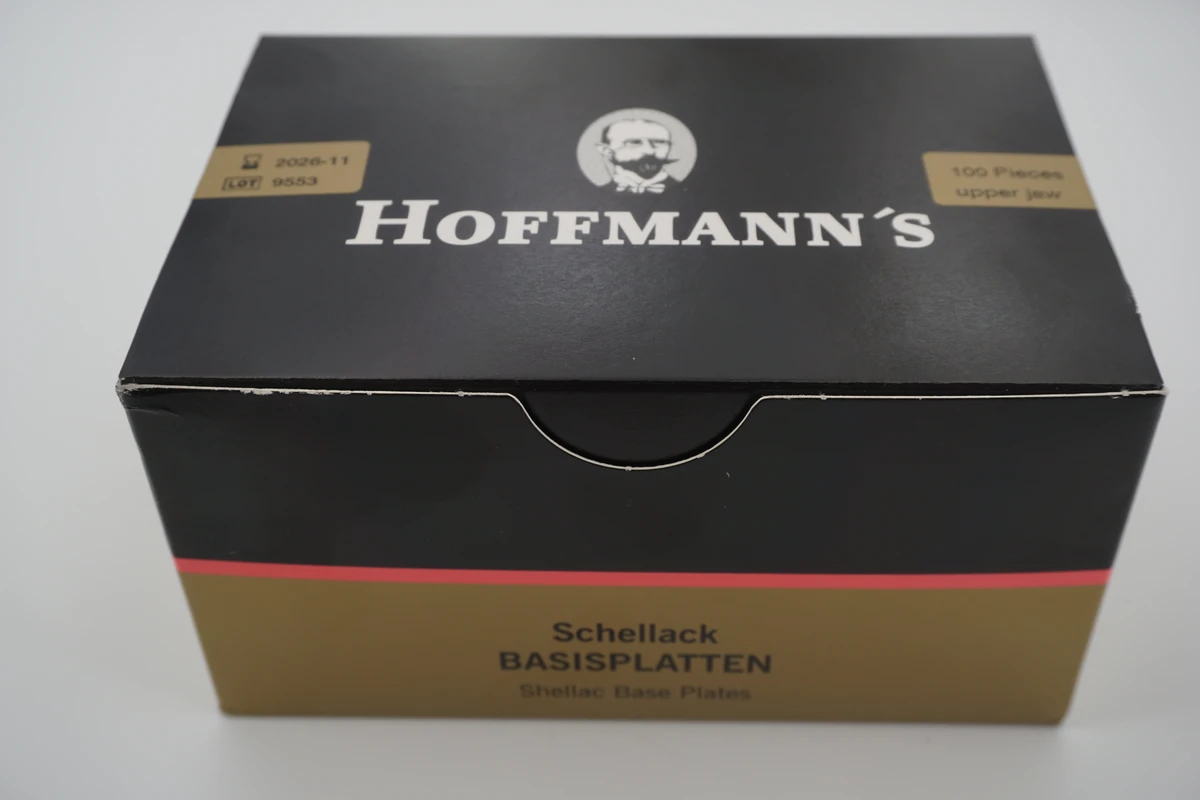 2026-11
LOT 9553
100 Pieces
upper jaw
HOFFMANN´S
Schellack
BASISPLATTEN
Shellac Base Plates